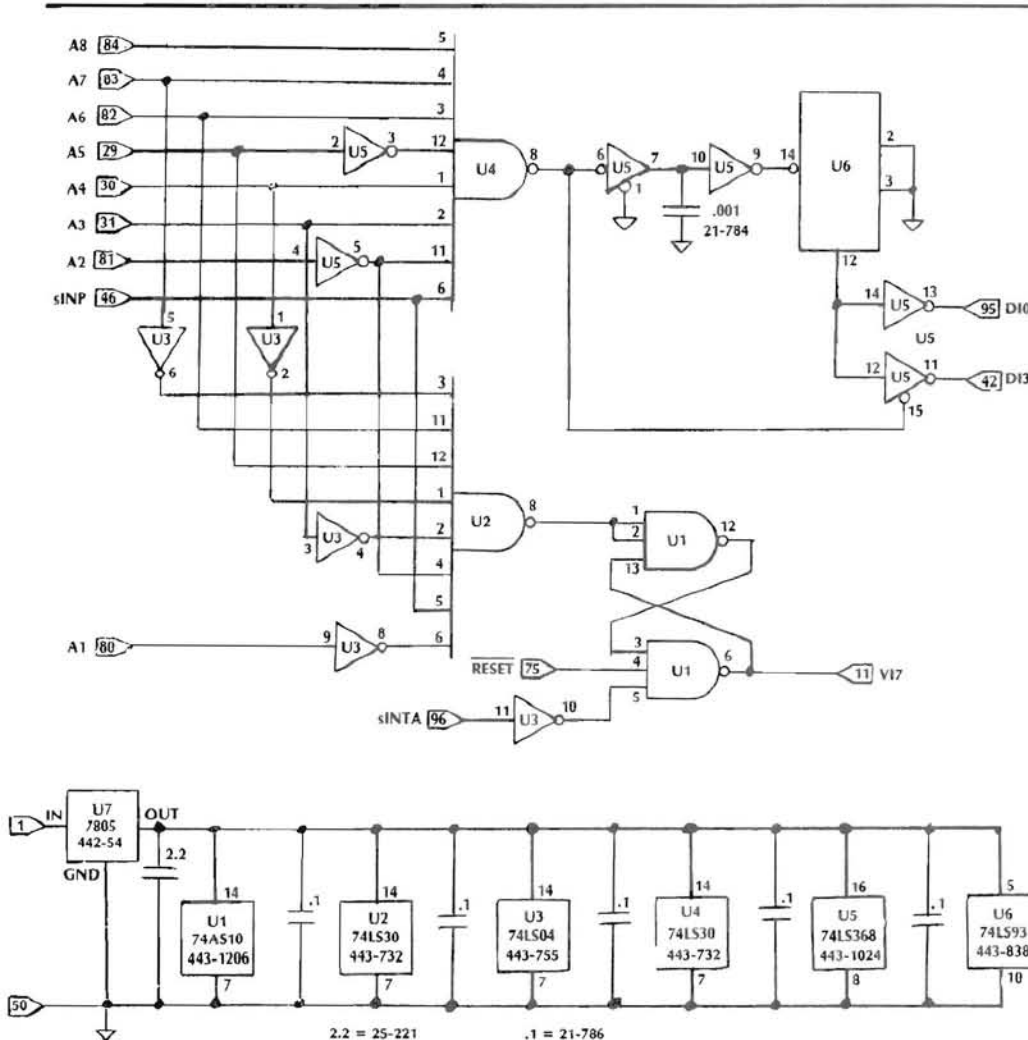 A8 84 5
A7 83 4
A6 82 3
A5 29 2 U5 3 12
A4 30 1
A3 31 2
A2 81 4 U5 5 11
sINP 46 6
U4 8
6 U5 7 10 U5 9 14 U6 2
1 3
.001
21-784
12
14 U5 13 95 DI0
U5
12 U5 11 42 DI3
15
5 U3 6
1 U3 2
3
11
12
1
3 U3 4 2
4
5
A1 80 9 U3 8 6
U2 8
1 U1 12
2
13
3 U1 6 11 VI7
RESET 75 4
5
sINTA 96 11 U3 10
1 IN U7 OUT
7805
442-54
GND
2.2
14 U1 74AS10 443-1206 7
.1
14 U2 74LS30 443-732 7
.1
14 U3 74LS04 443-755 7
.1
14 U4 74LS30 443-732 7
.1
16 U5 74LS368 443-1024 8
.1
5 U6 74LS93 443-838 10
50
2.2 = 25-221 .1 = 21-786